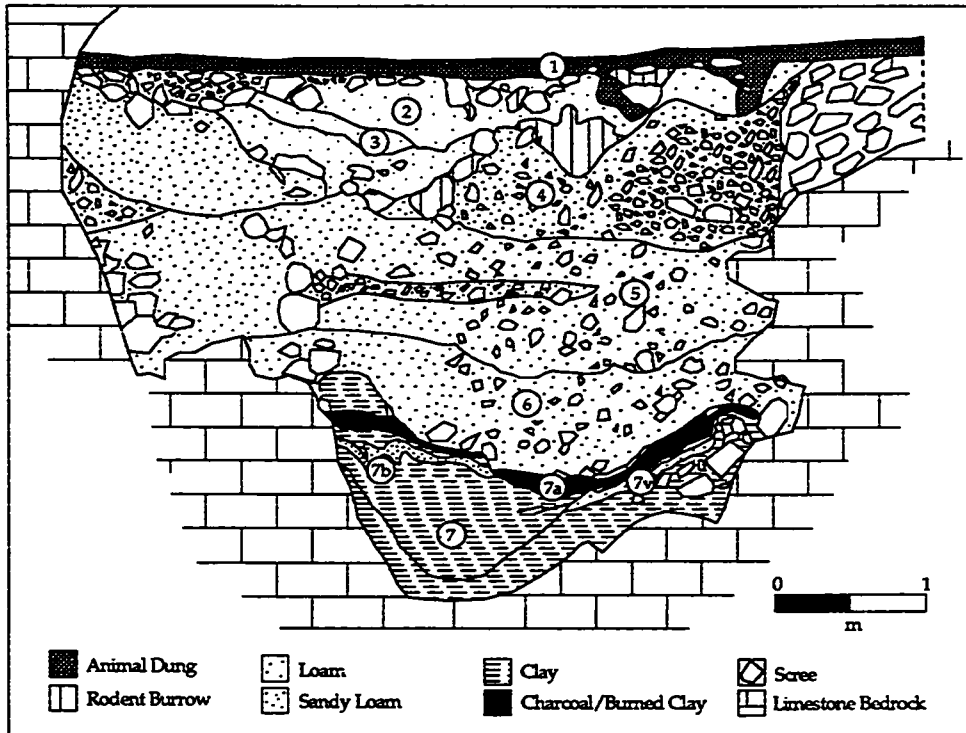 1
2
3
4
5
6
7b
7a
7v
7
0 1
m
Animal Dung
Loam
Clay
Scree
Rodent Burrow
Sandy Loam
Charcoal/Burned Clay
Limestone Bedrock